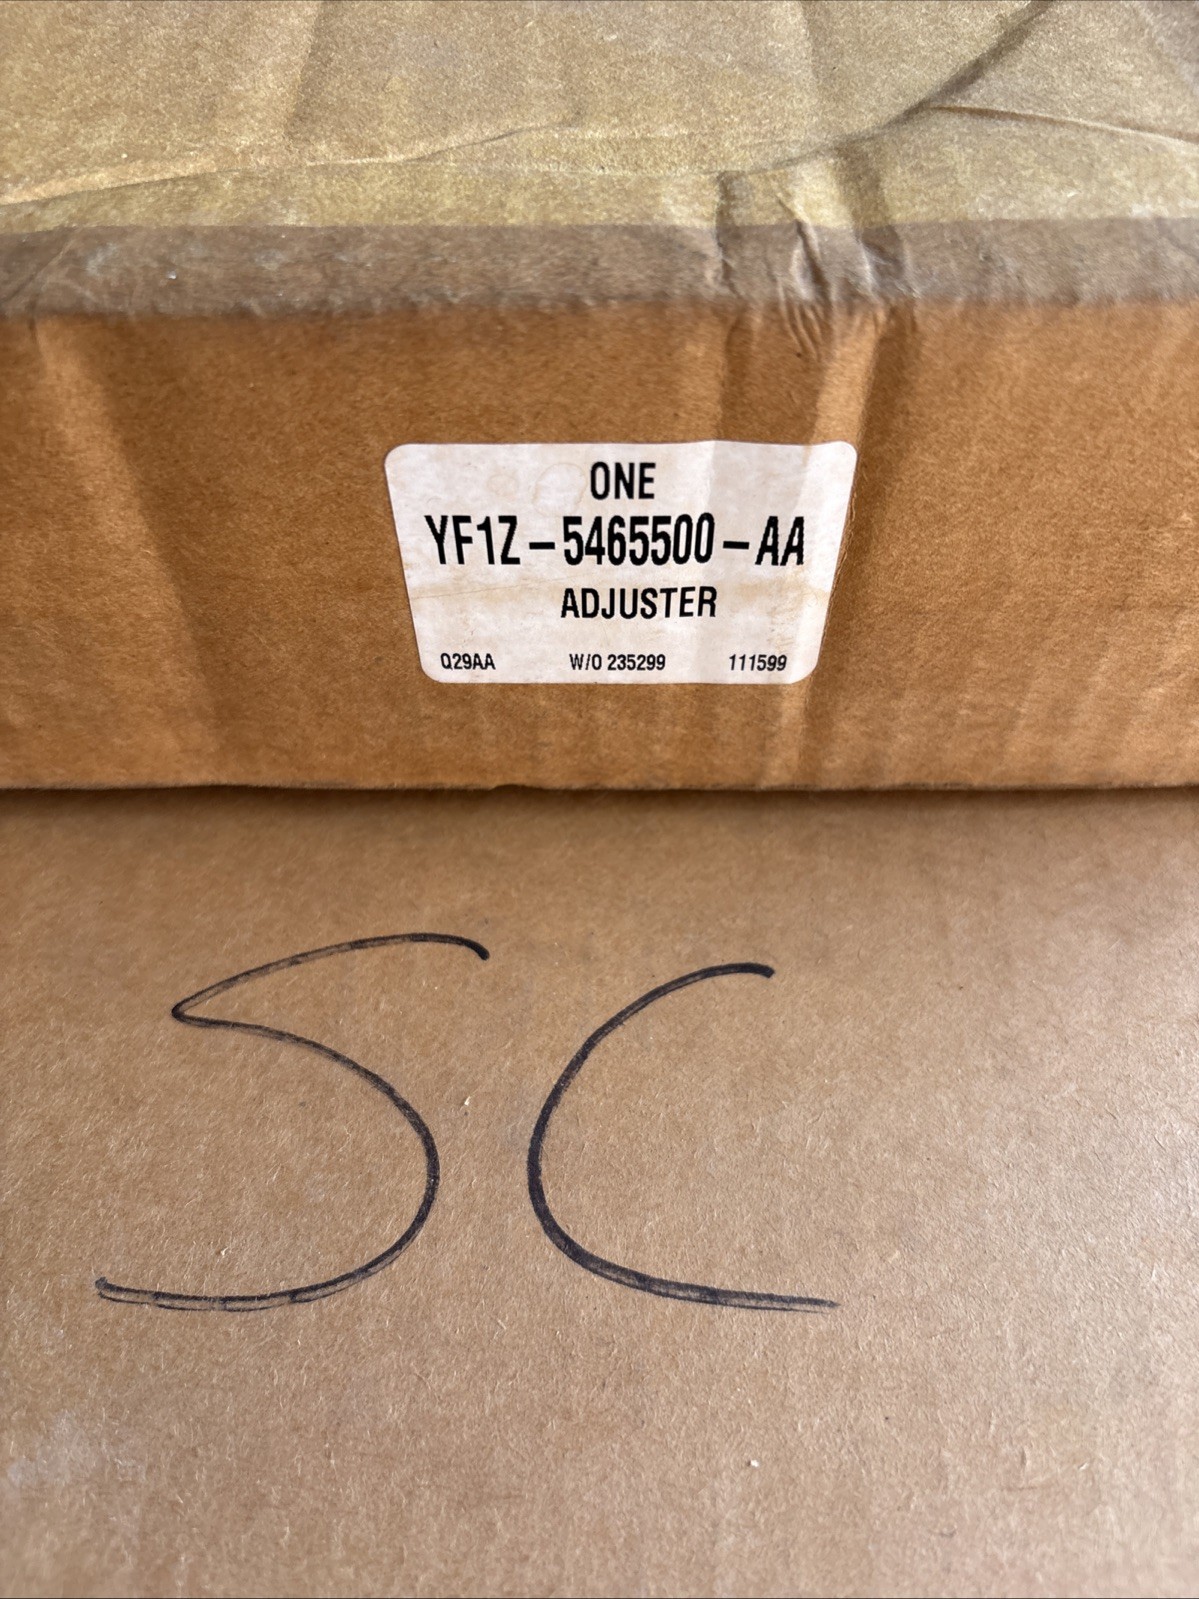 ONE
YF1Z-5465500-AA
ADJUSTER
Q29AA W/O 235299 111599
SC